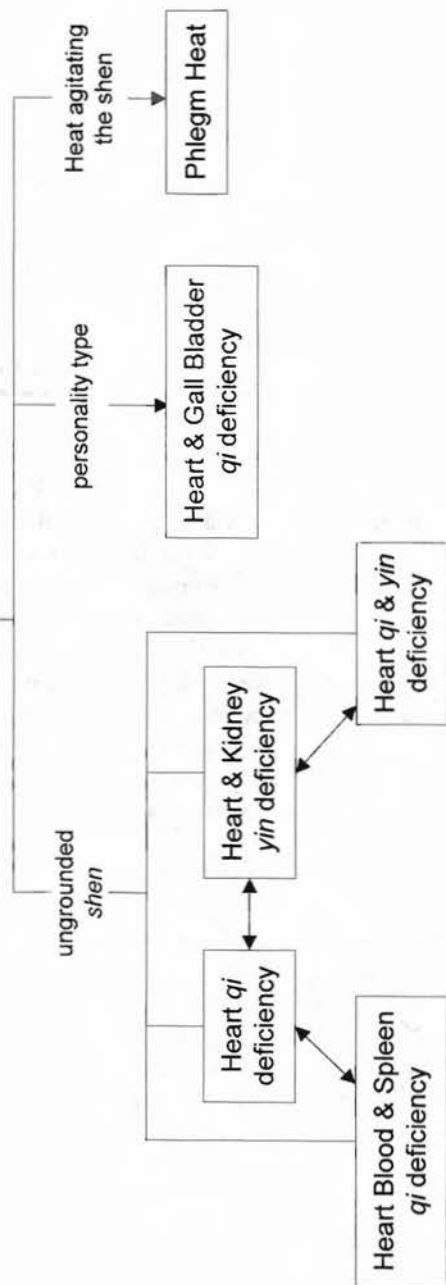 ungrounded
shen
personality type
Heat agitating
the shen
Heart & Gall Bladder
qi deficiency
Phlegm Heat
Heart qi
deficiency
Heart & Kidney
yin deficiency
Heart Blood & Spleen
qi deficiency
Heart qi & yin
deficiency